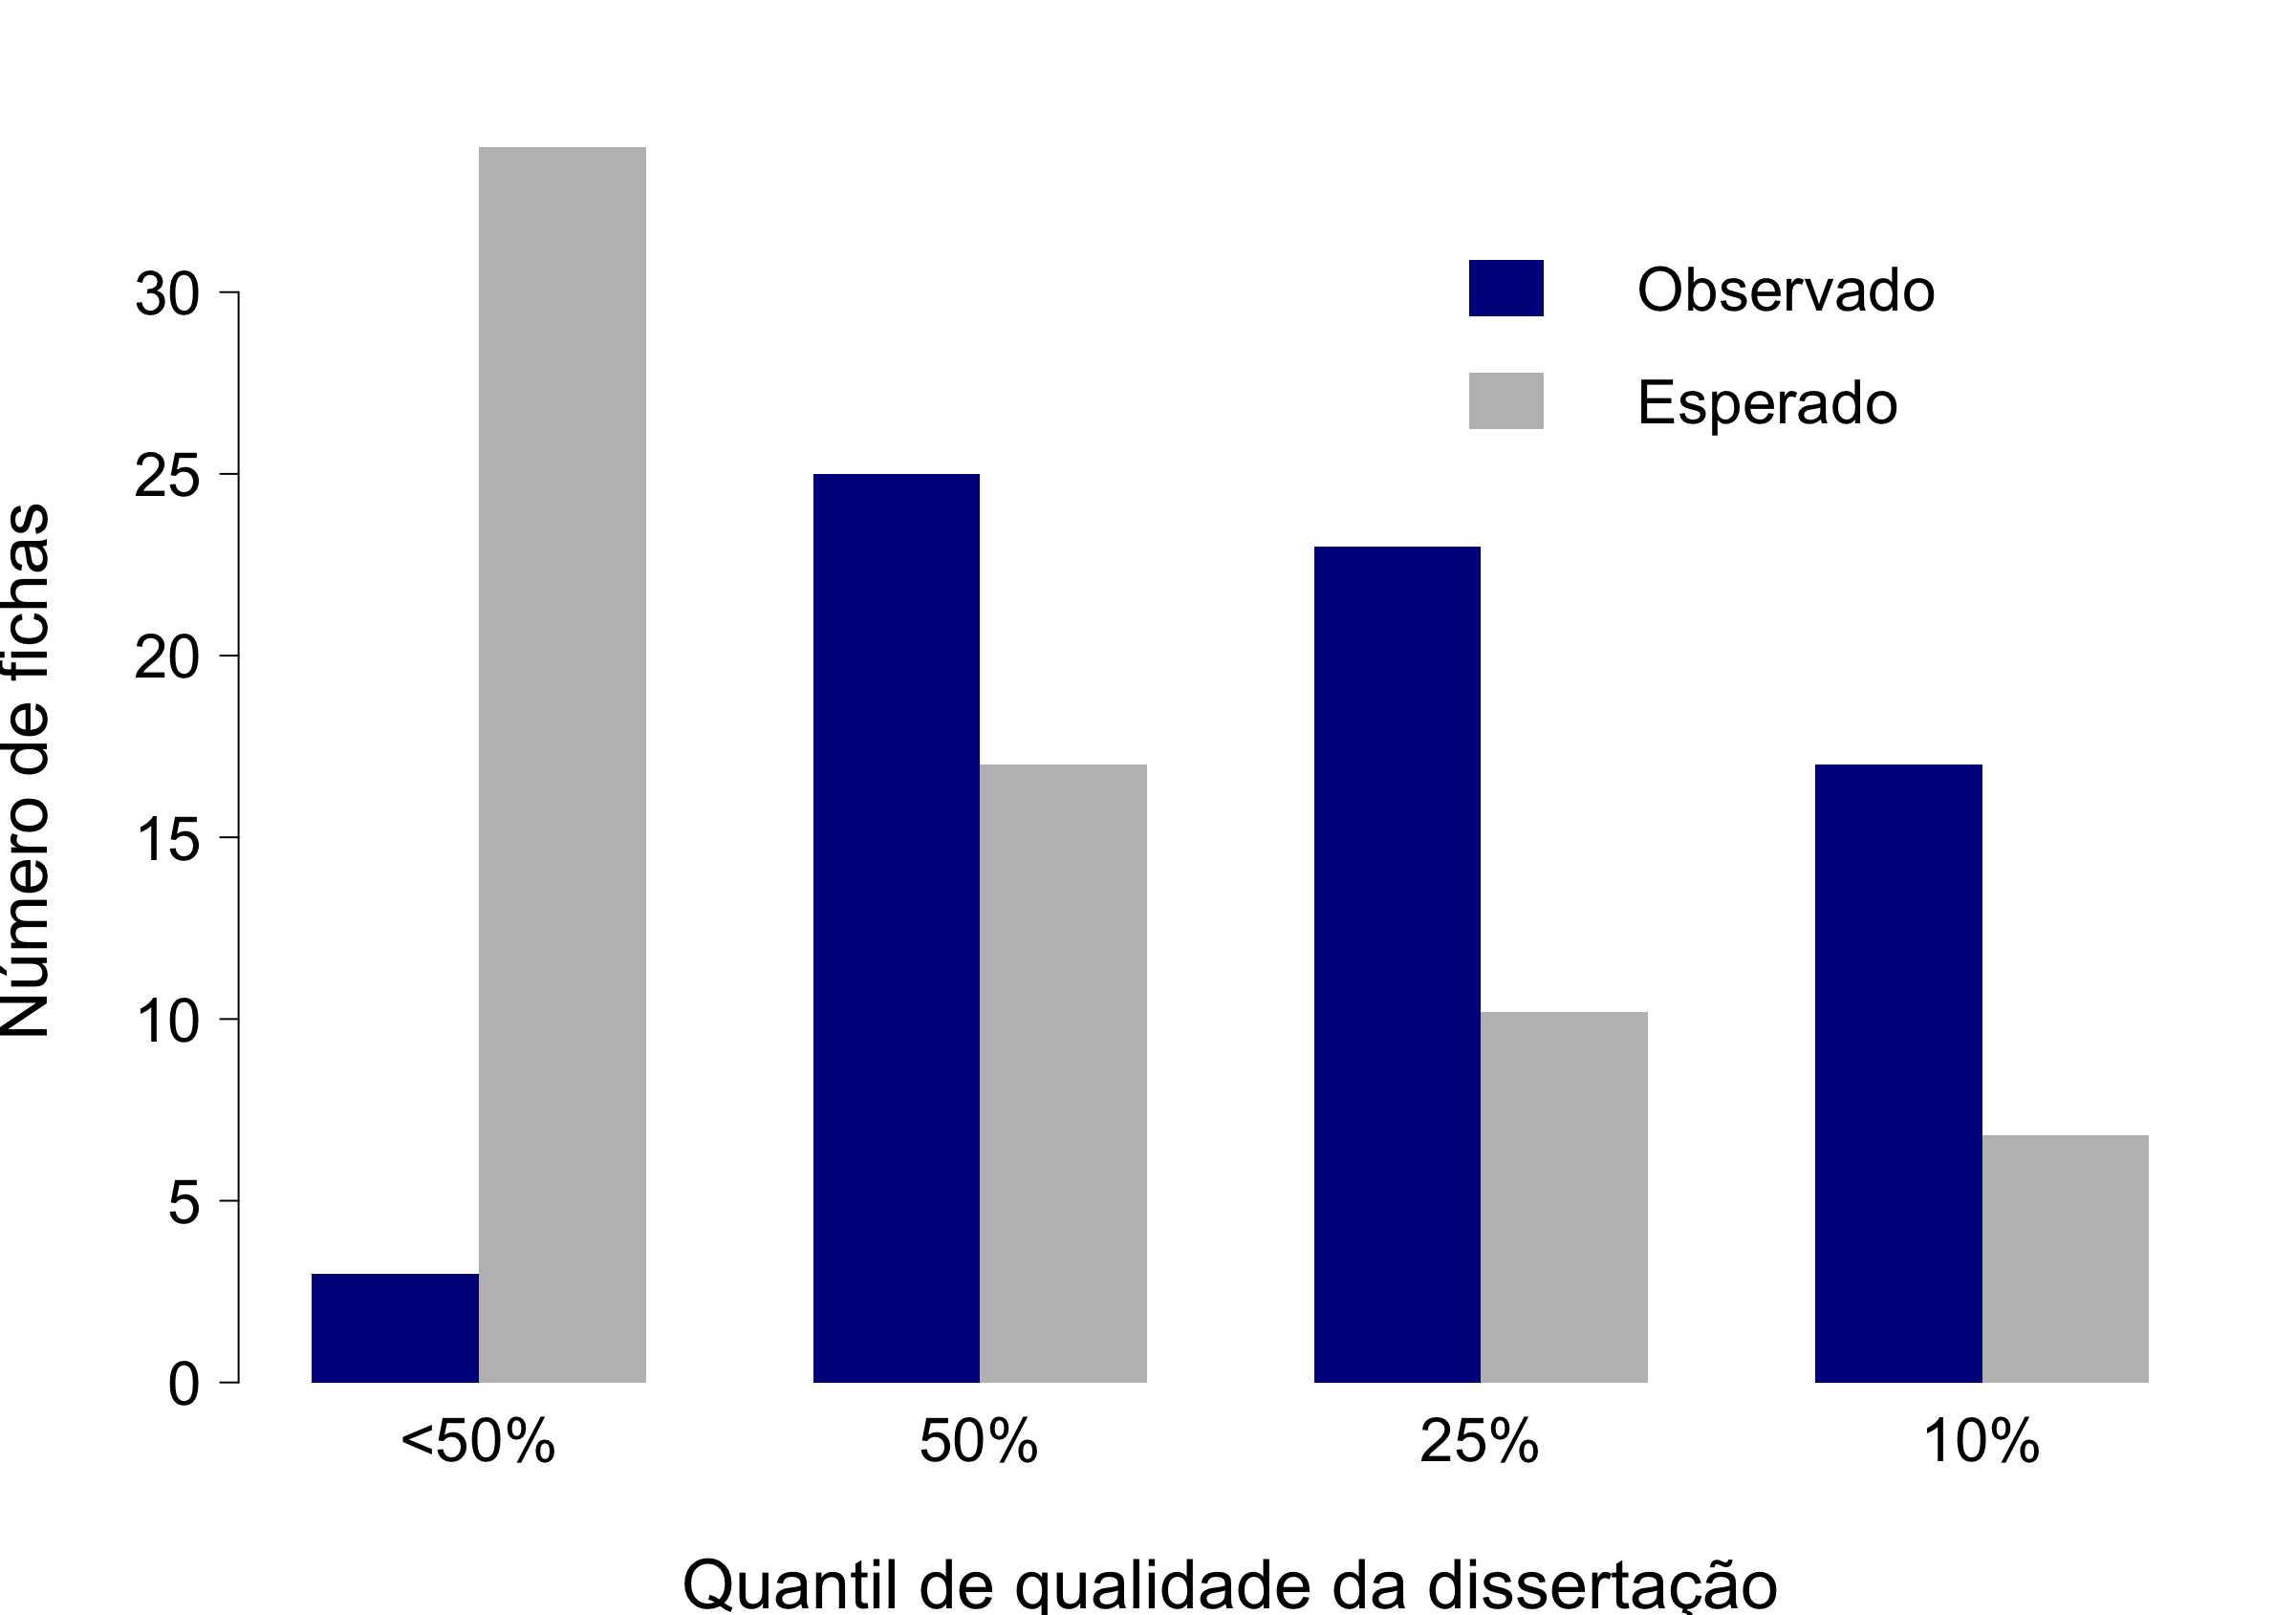 Número de fichas
30
25
20
15
10
5
0
Observado
Esperado
<50% 50% 25% 10%
Quantil de qualidade da dissertação